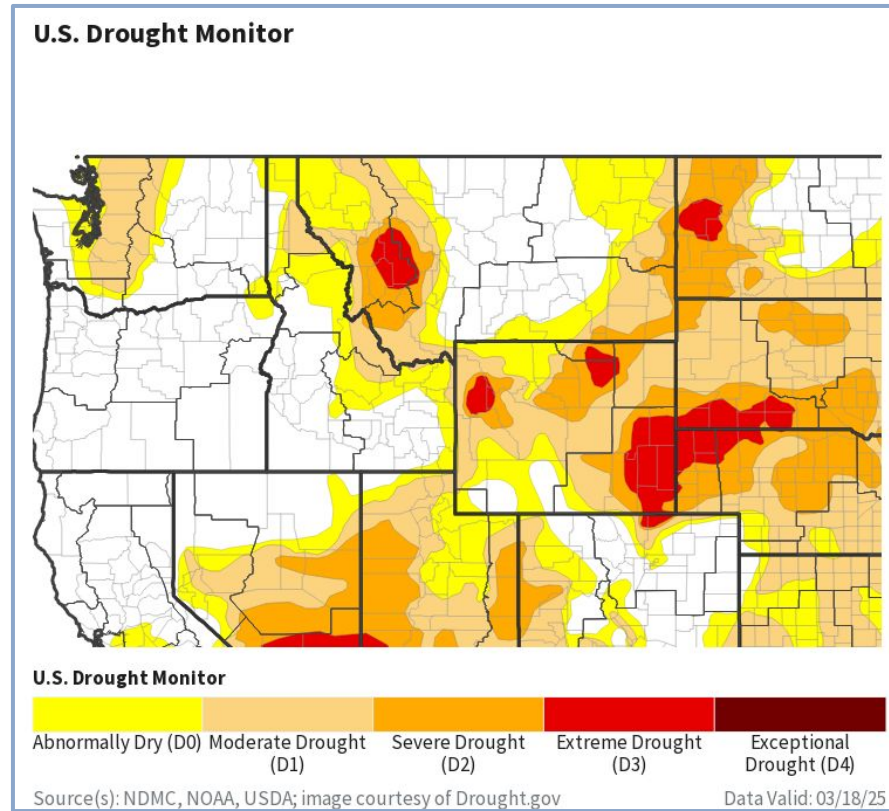 U.S. Drought Monitor
U.S. Drought Monitor
Abnormally Dry (D0)
Moderate Drought
(D1)
Severe Drought
(D2)
Extreme Drought
(D3)
Exceptional
Drought (D4)
Source(s): NDMC, NOAA, USDA; image courtesy of Drought.gov
Data Valid: 03/18/25